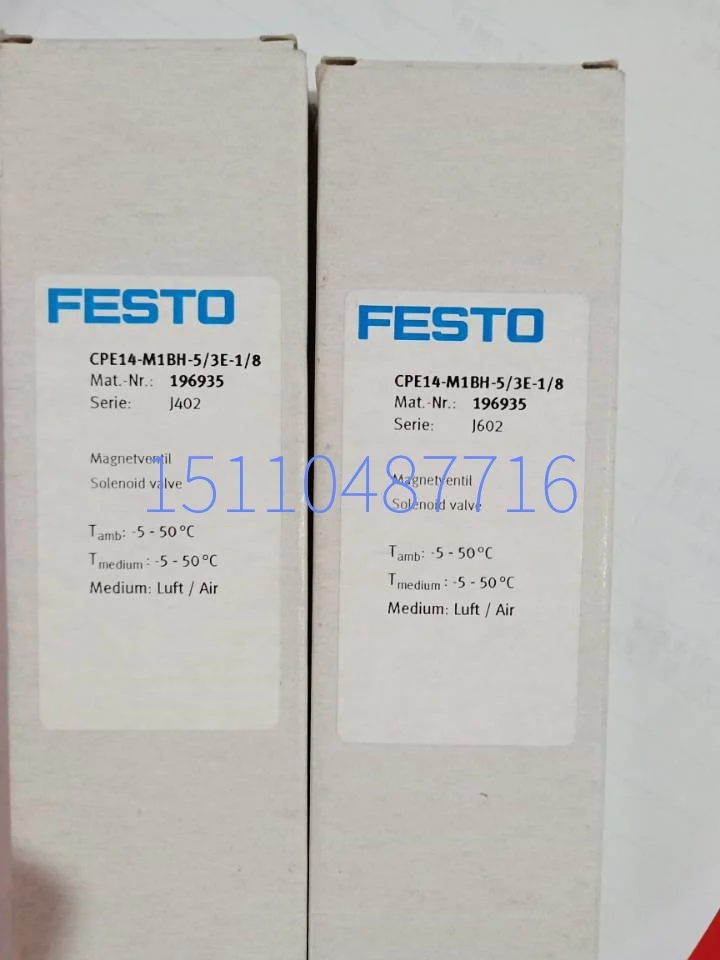 FESTO
CPE14-M1BH-5/3E-1/8
Mat.-Nr.: 196935
Serie: J402
Magnetventil
Solenoid valve
Tamb: -5 - 50°C
Tmedium: -5 - 50°C
Medium: Luft / Air
FESTO
CPE14-M1BH-5/3E-1/8
Mat.-Nr.: 196935
Serie: J602
Magnetventil
Solenoid valve
Tamb: -5 - 50°C
Tmedium: -5 - 50°C
Medium: Luft / Air
15110487716